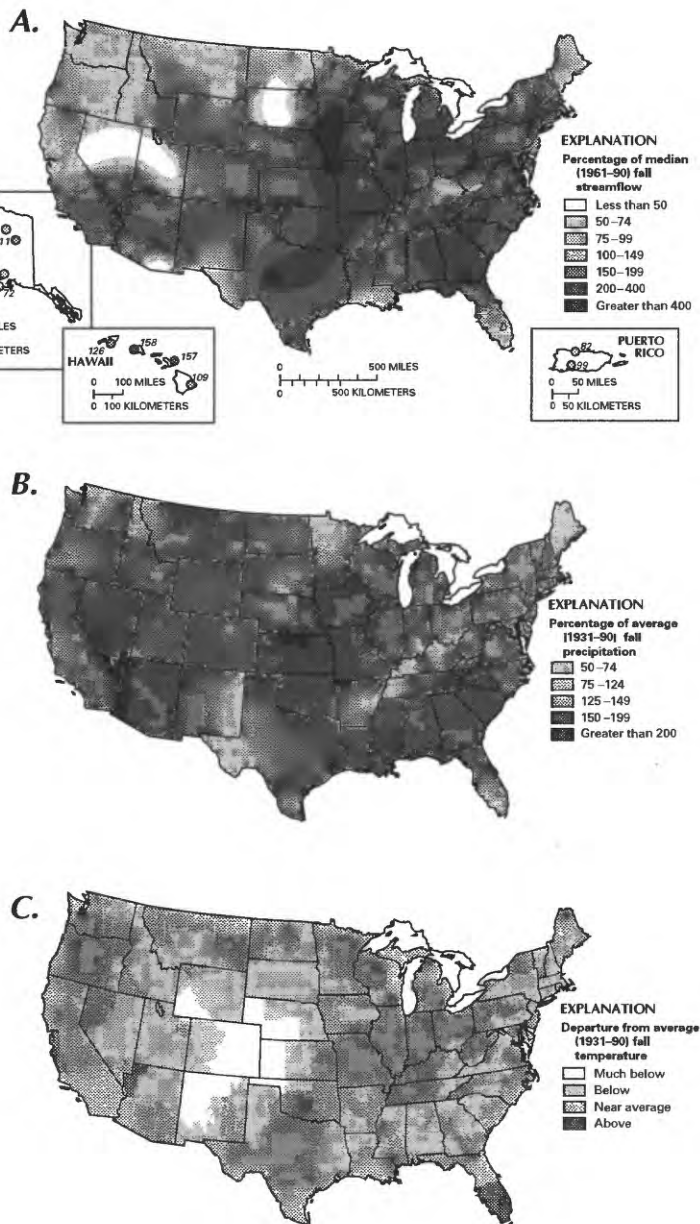 A.
EXPLANATION
Percentage of median
(1961–90) fall
streamflow
Less than 50
50–74
75–99
100–149
150–199
200–400
Greater than 400
11
72
HAWAII
126
158
157
109
0 100 MILES
0 100 KILOMETERS
0 500 MILES
0 500 KILOMETERS
PUERTO
RICO
82
99
0 50 MILES
0 50 KILOMETERS
B.
EXPLANATION
Percentage of average
|1931–90) fall
precipitation
50–74
75–124
125–149
150–199
Greater than 200
C.
EXPLANATION
Departure from average
(1931–90) fall
temperature
Much below
Below
Near average
Above